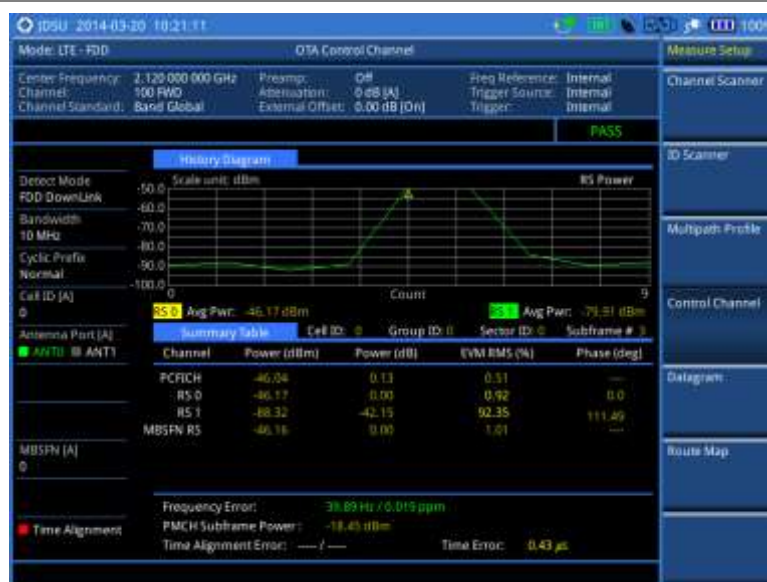 JDSU 2014-03-20 10:21:11
100%
Mode: LTE - FDD
OTA Control Channel
Measure Setup
Center Frequency: 2.120 000 000 GHz
Channel: 100 FWD
Channel Standard: Band Global
Preamp: Off
Attenuation: 0 dB [A]
External Offset: 0.00 dB [On]
Freq Reference: Internal
Trigger Source: Internal
Trigger: Internal
PASS
Channel Scanner
ID Scanner
Multipath Profile
Control Channel
Datagram
Route Map
Detect Mode
FDD DownLink
Bandwidth
10 MHz
Cyclic Prefix
Normal
Cell ID [A]
0
Antenna Port [A]
ANT0 ANT1
MBSFN [A]
0
Time Alignment
History Diagram
Scale unit: dBm
RS Power
-50.0
-60.0
-70.0
-80.0
-90.0
-100.0
0 Count 9
RS 0 Avg Pwr: -46.17 dBm
RS 1 Avg Pwr: -79.91 dBm
Summary Table Cell ID: 0 Group ID: 0 Sector ID: 0 Subframe # 3
Channel Power (dBm) Power (dB) EVM RMS (%) Phase (deg)
PCFICH -46.04 0.13 0.51 ----
RS 0 -46.17 0.00 0.92 0.0
RS 1 -88.32 -42.15 92.35 111.49
MBSFN RS -46.16 0.00 1.01 ----
Frequency Error: 39.89 Hz / 0.019 ppm
PMCH Subframe Power: -18.45 dBm
Time Alignment Error: ---- / ---- Time Error: 0.43 µs